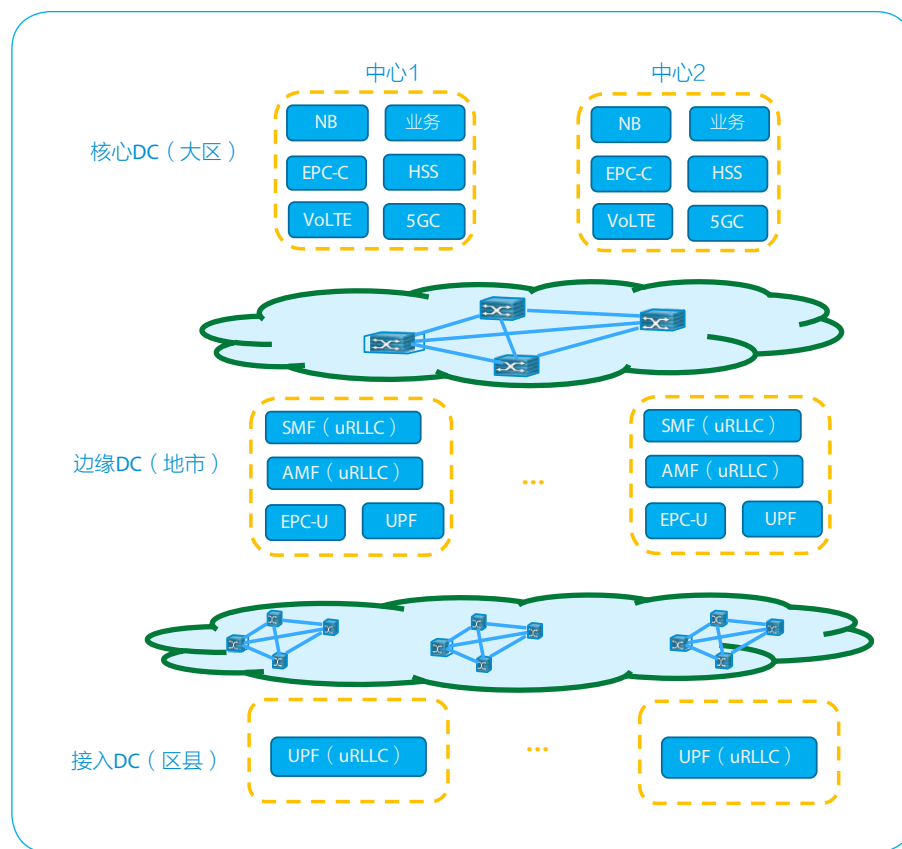 中心1 中心2
NB 业务 NB 业务
核心DC（大区）
EPC-C HSS EPC-C HSS
VoLTE 5GC VoLTE 5GC
SMF（uRLLC） SMF（uRLLC）
边缘DC（地市）
AMF（uRLLC） ... AMF（uRLLC）
EPC-U UPF EPC-U UPF
...
接入DC（区县）
UPF（uRLLC） UPF（uRLLC）